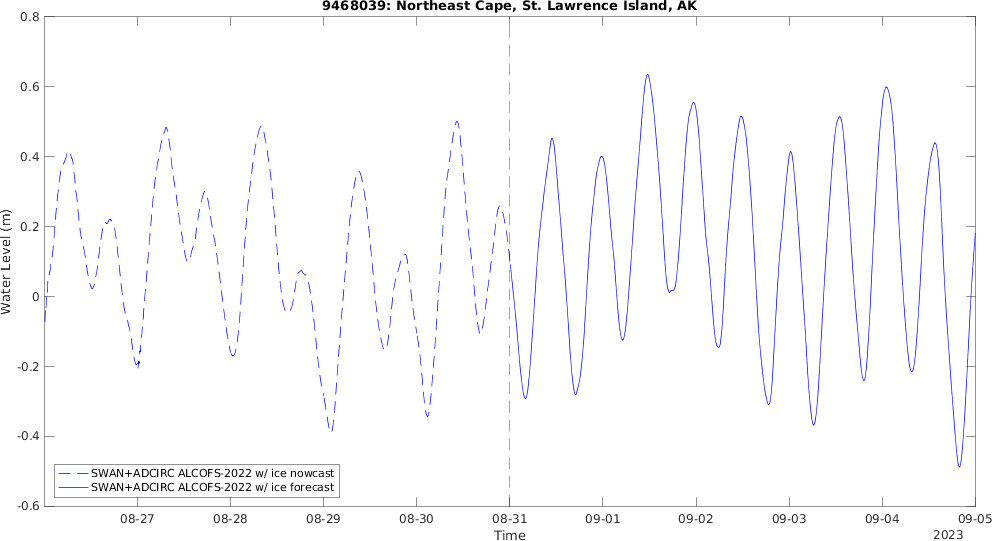 9468039: Northeast Cape, St. Lawrence Island, AK
0.8
0.6
0.4
0.2
0
-0.2
-0.4
-0.6
Water Level (m)
SWAN+ADCIRC ALCOFS-2022 w/ ice nowcast
SWAN+ADCIRC ALCOFS-2022 w/ ice forecast
08-27 08-28 08-29 08-30 08-31 09-01 09-02 09-03 09-04 09-05
Time
2023